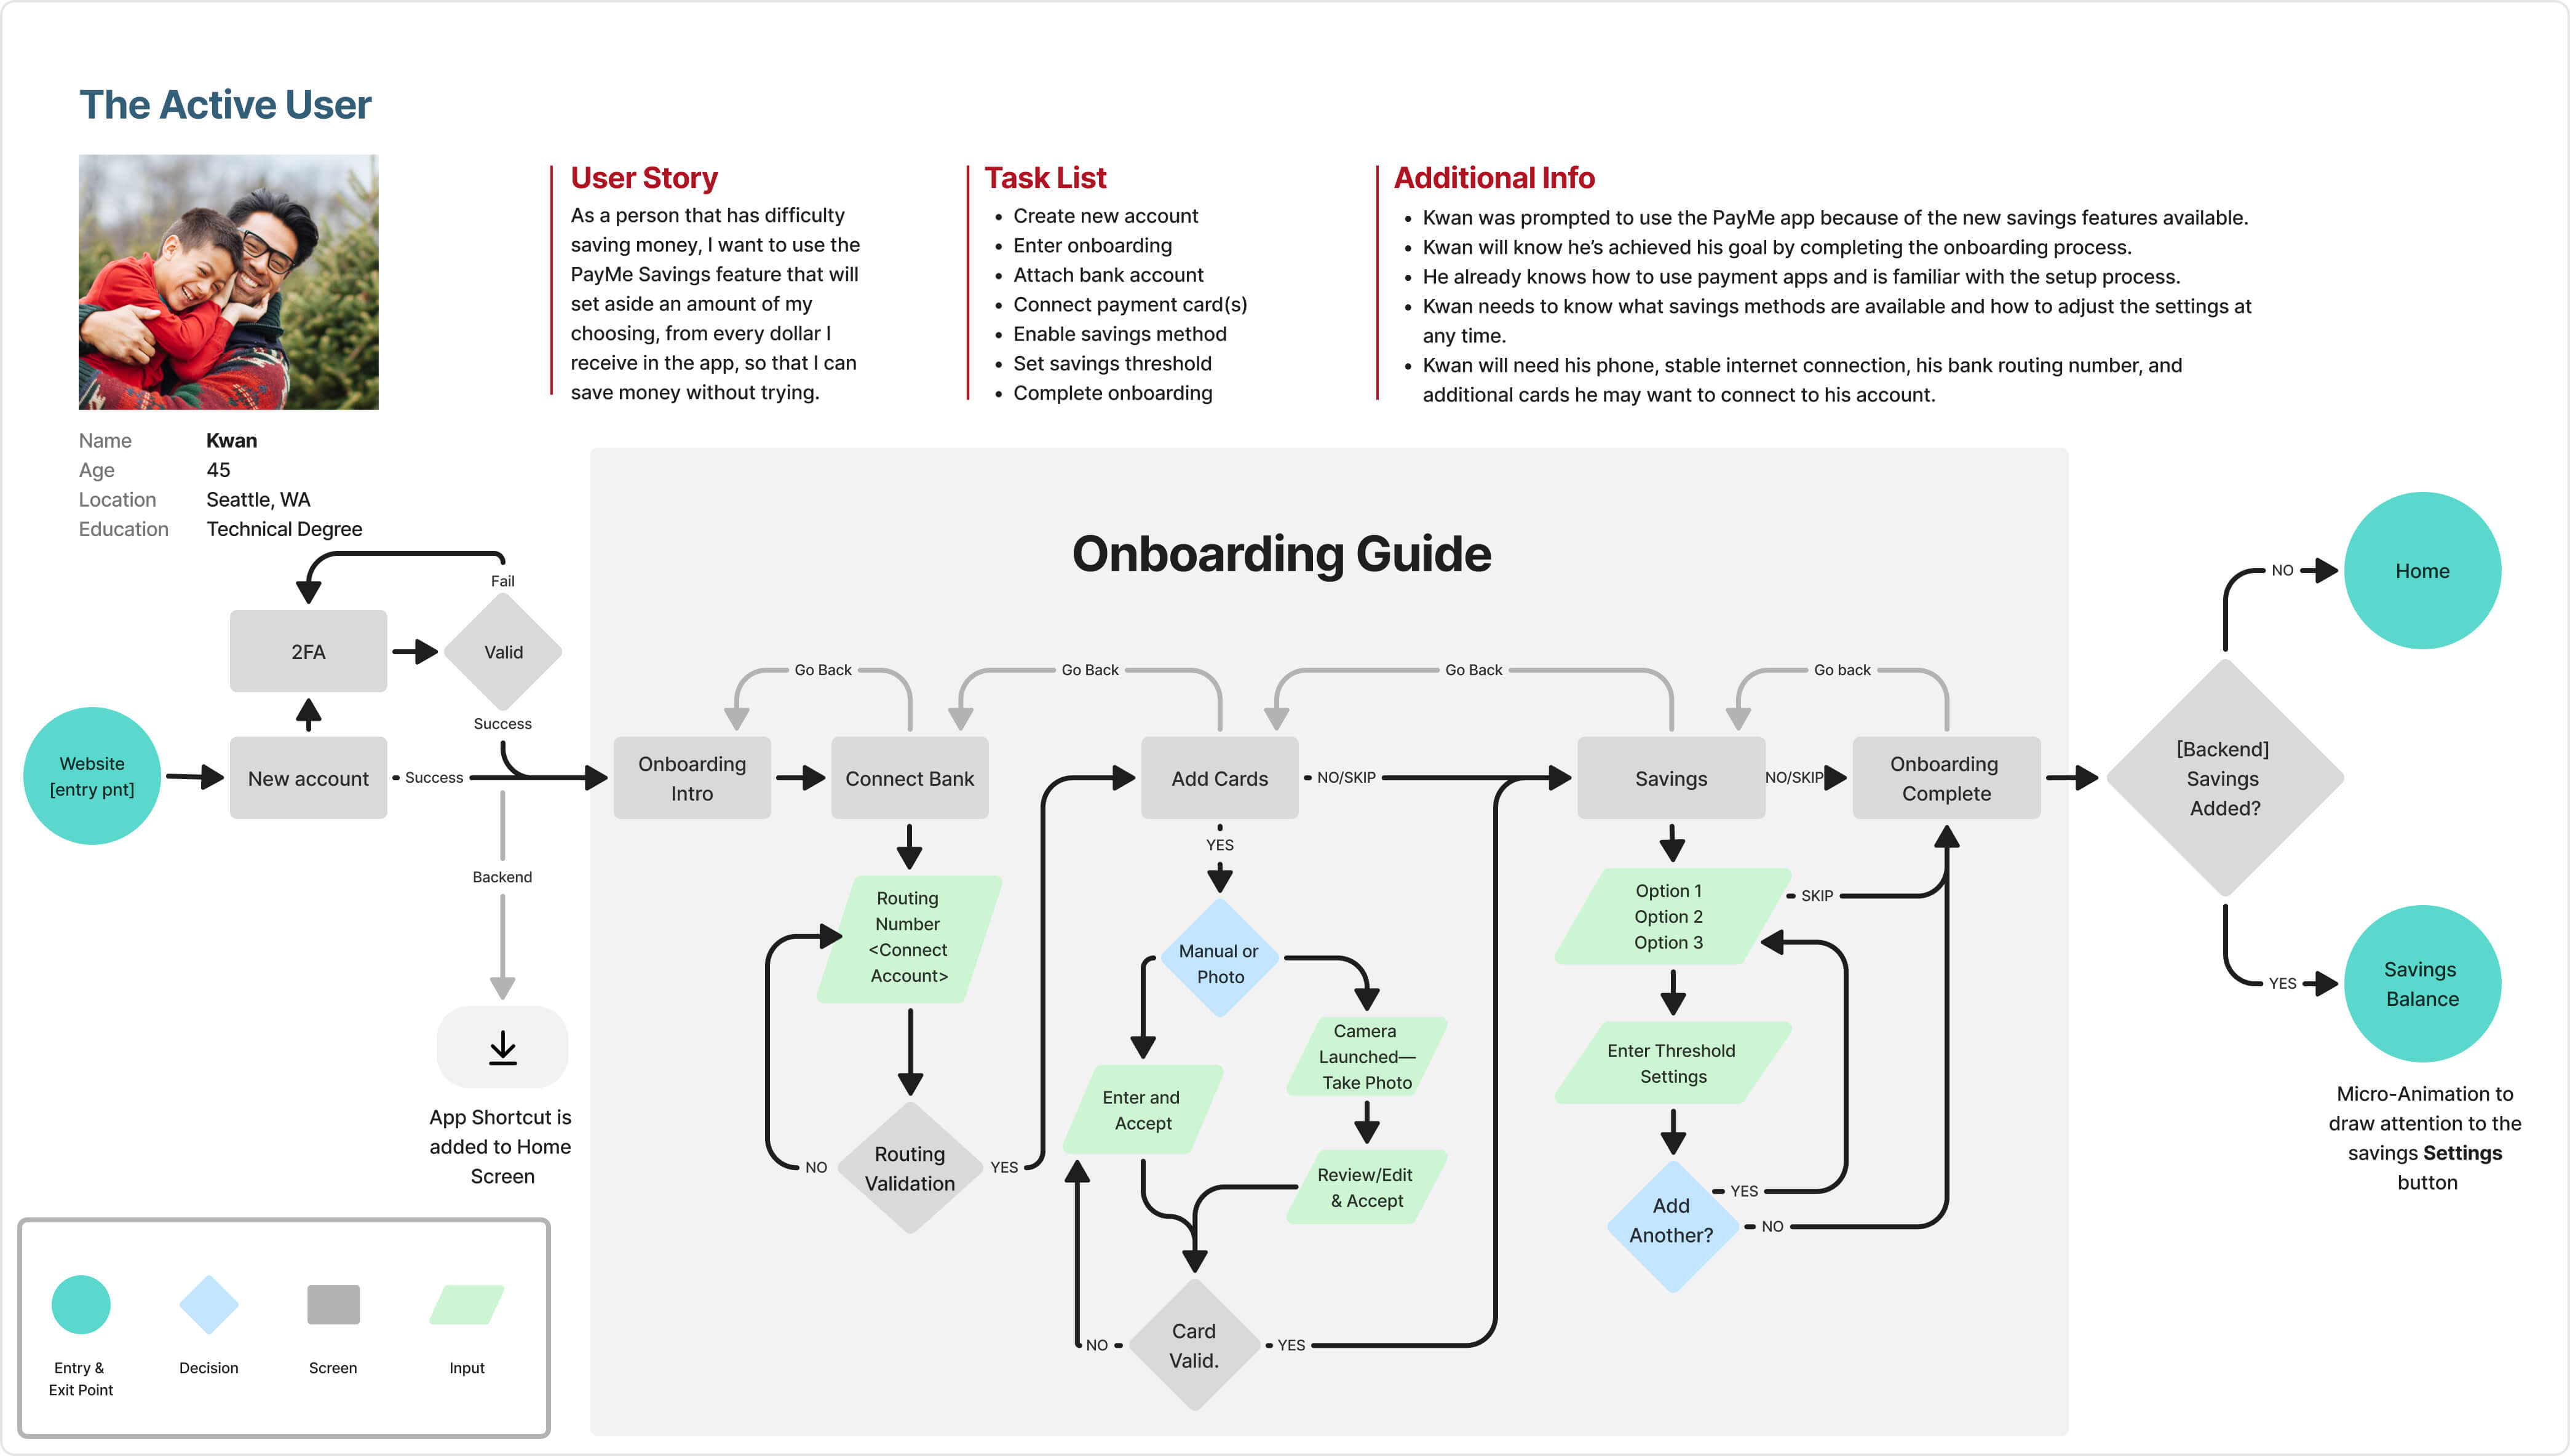 The Active User
Name Kwan
Age 45
Location Seattle, WA
Education Technical Degree
User Story
As a person that has difficulty
saving money, I want to use the
PayMe Savings feature that will
set aside an amount of my
choosing, from every dollar I
receive in the app, so that I can
save money without trying.
Task List
• Create new account
• Enter onboarding
• Attach bank account
• Connect payment card(s)
• Enable savings method
• Set savings threshold
• Complete onboarding
Additional Info
• Kwan was prompted to use the PayMe app because of the new savings features available.
• Kwan will know he’s achieved his goal by completing the onboarding process.
• He already knows how to use payment apps and is familiar with the setup process.
• Kwan needs to know what savings methods are available and how to adjust the settings at
any time.
• Kwan will need his phone, stable internet connection, his bank routing number, and
additional cards he may want to connect to his account.
Website
[entry pnt]
New account
2FA
Valid
Fail
Success
Success
Backend
App Shortcut is
added to Home
Screen
Onboarding Guide
Go Back
Go Back
Go Back
Go back
Onboarding
Intro
Connect Bank
Routing
Number
<Connect
Account>
Routing
Validation
NO
YES
Add Cards
NO/SKIP
YES
Manual or
Photo
Enter and
Accept
Camera
Launched—
Take Photo
Review/Edit
& Accept
Card
Valid.
NO
YES
Savings
NO/SKIP
Option 1
Option 2
Option 3
SKIP
Enter Threshold
Settings
Add
Another?
YES
NO
Onboarding
Complete
[Backend]
Savings
Added?
NO
Home
YES
Savings
Balance
Micro-Animation to
draw attention to the
savings Settings
button
Entry &
Exit Point
Decision
Screen
Input